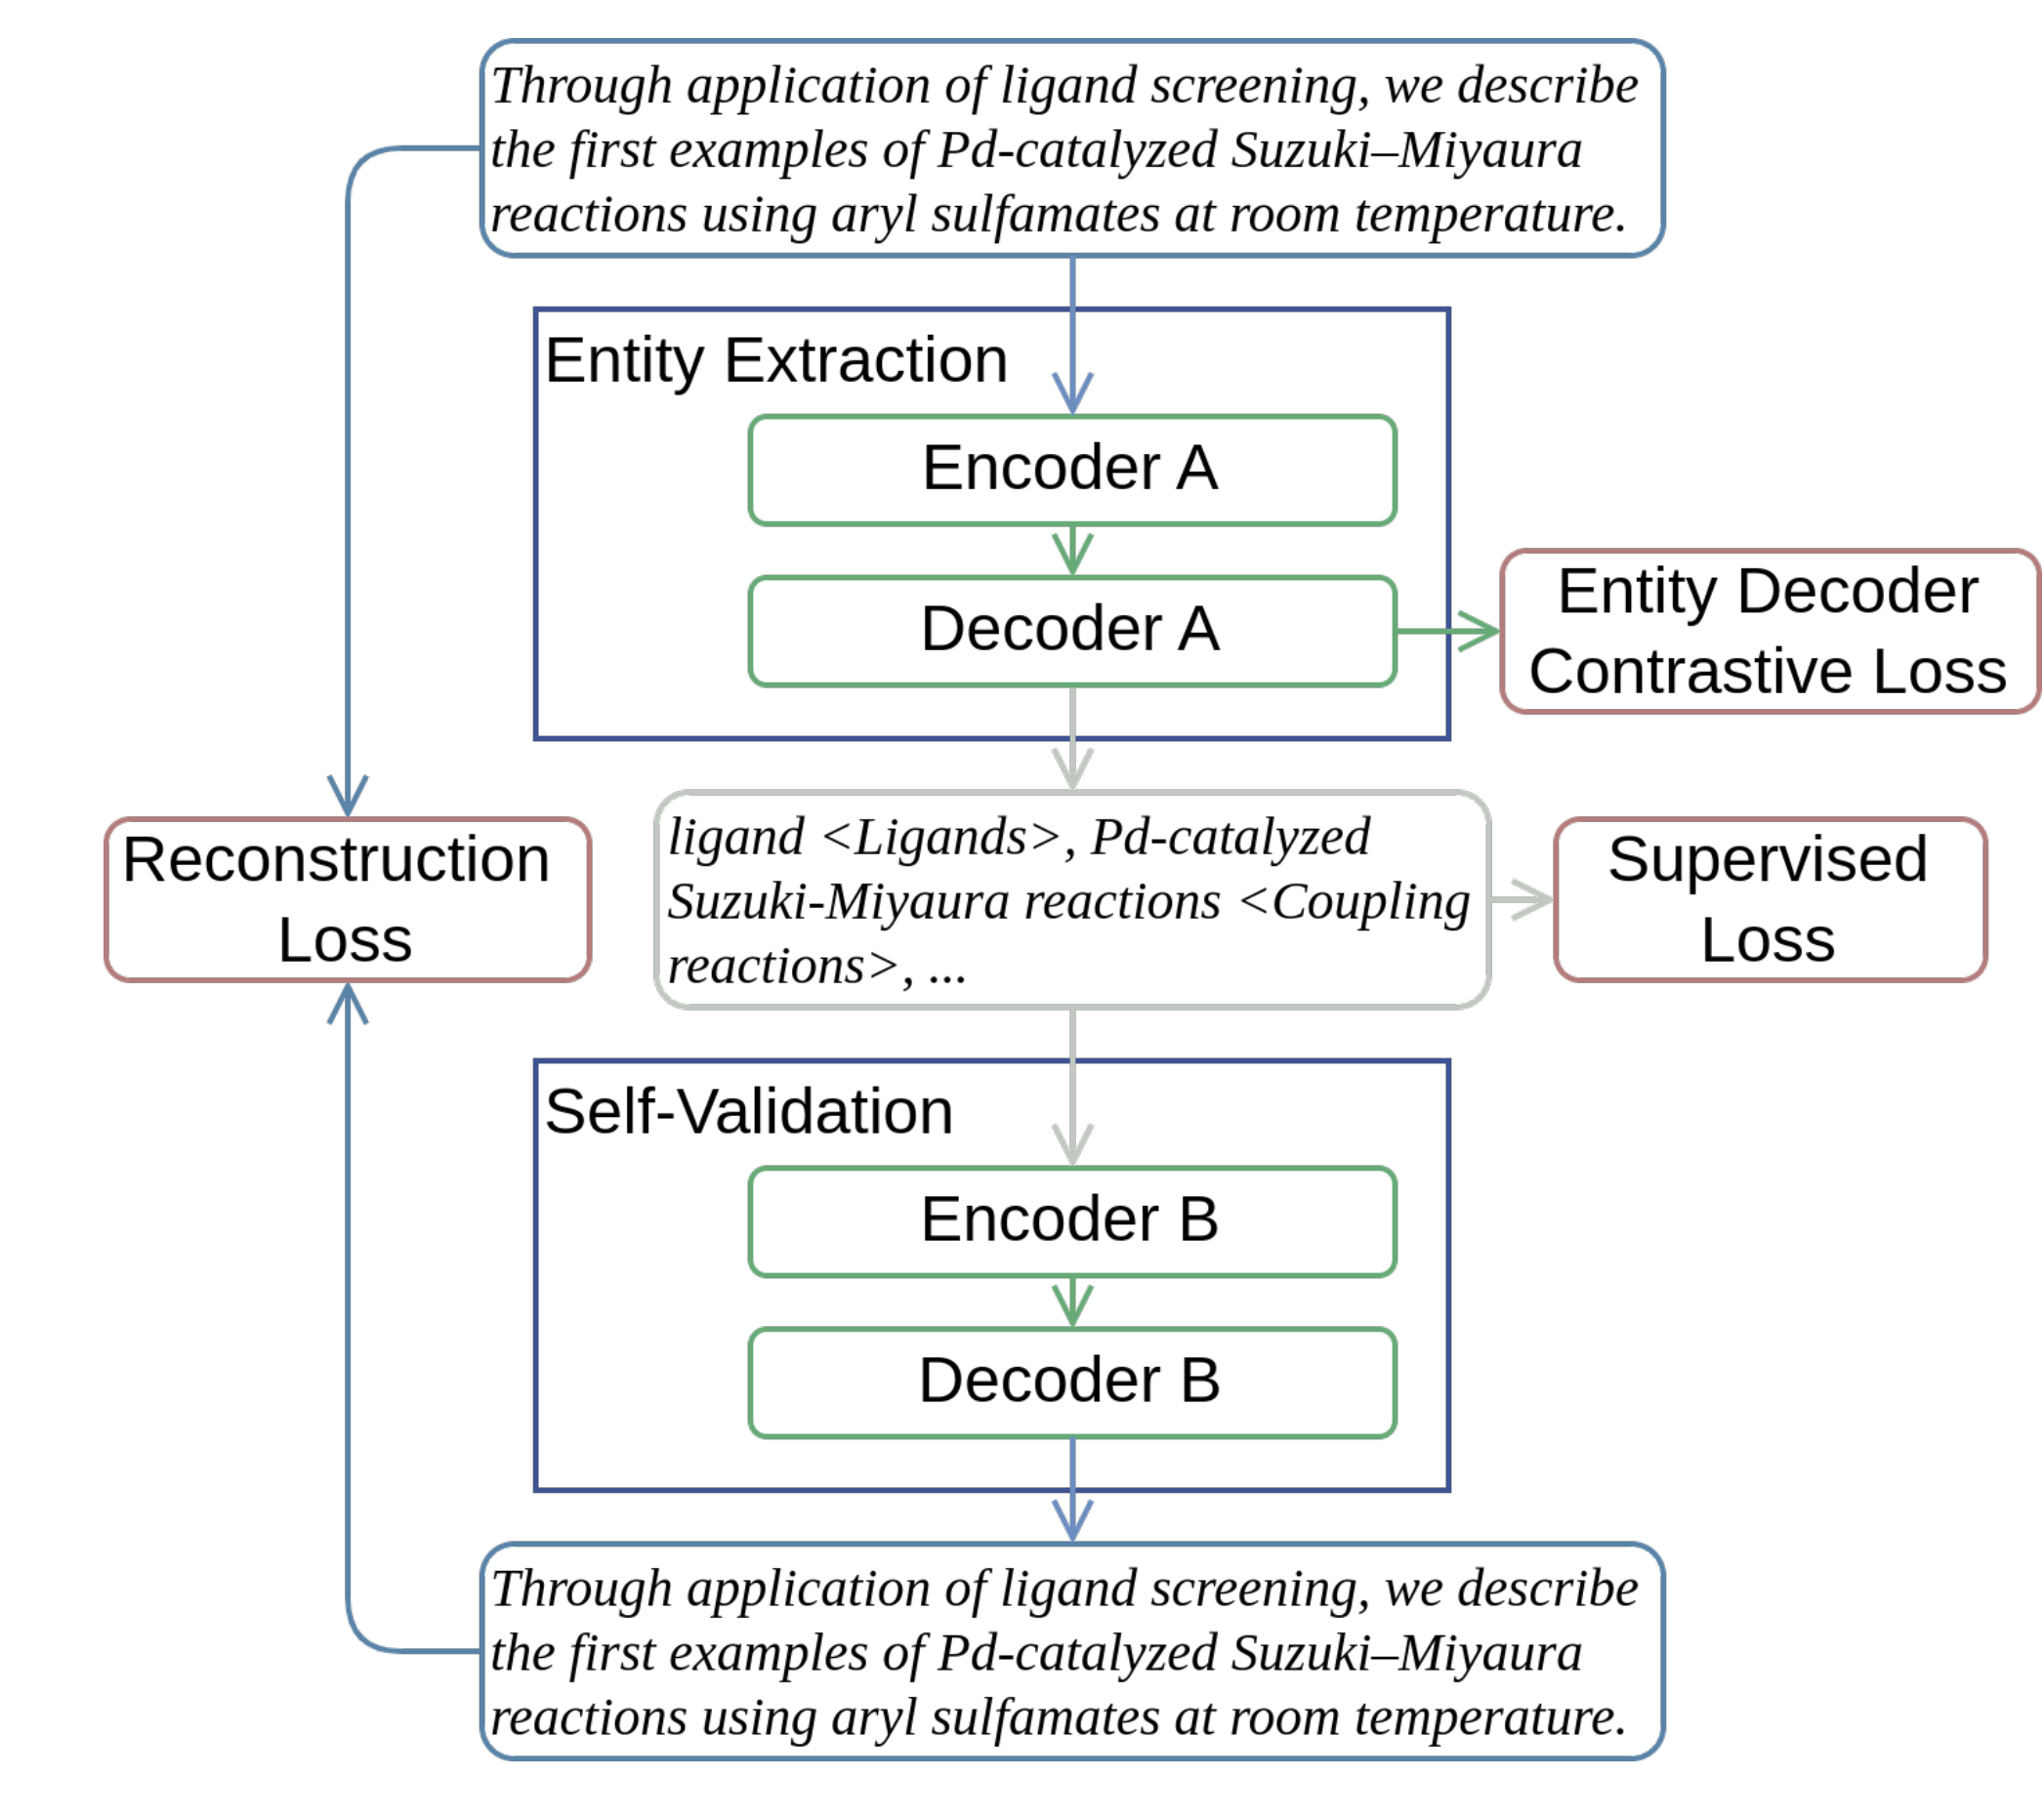 Through application of ligand screening, we describe
the first examples of Pd-catalyzed Suzuki–Miyaura
reactions using aryl sulfamates at room temperature.
Entity Extraction
Encoder A
Decoder A
Entity Decoder
Contrastive Loss
Reconstruction
Loss
ligand <Ligands>, Pd-catalyzed
Suzuki-Miyaura reactions <Coupling
reactions>, ...
Supervised
Loss
Self-Validation
Encoder B
Decoder B
Through application of ligand screening, we describe
the first examples of Pd-catalyzed Suzuki–Miyaura
reactions using aryl sulfamates at room temperature.